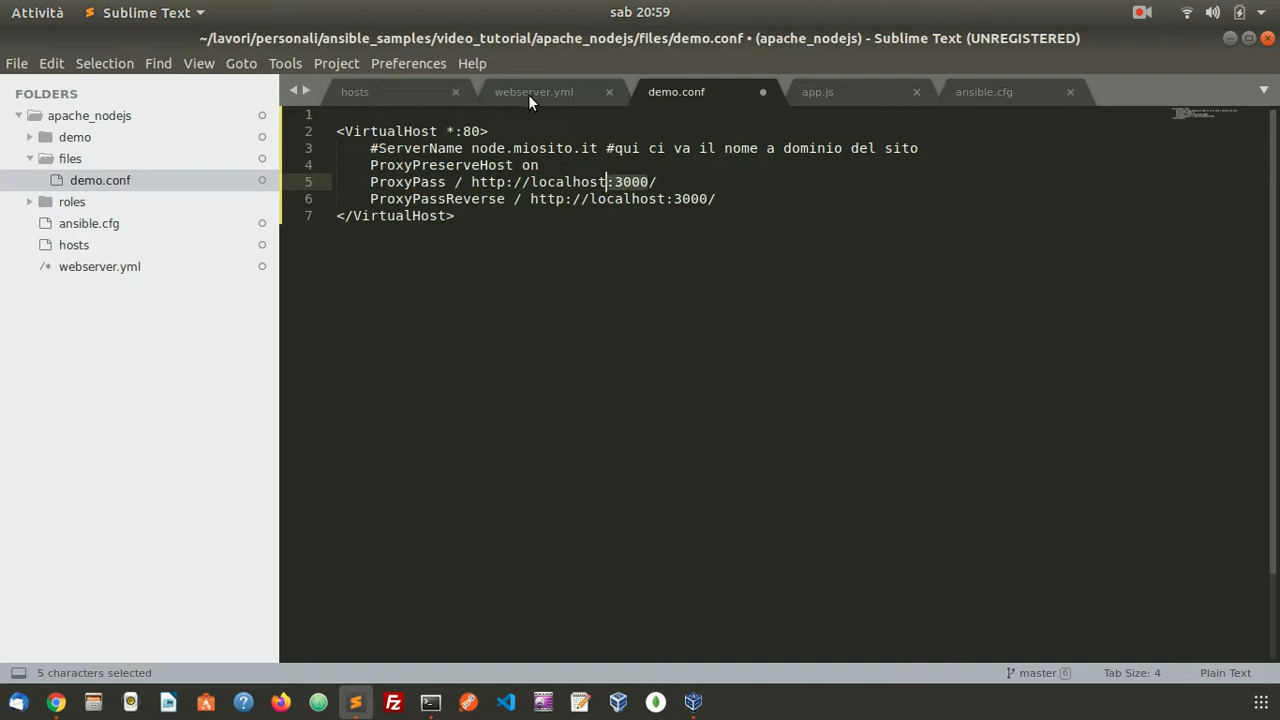 Attività
Sublime Text
sab 20:59
~/lavori/personali/ansible_samples/video_tutorial/apache_nodejs/files/demo.conf • (apache_nodejs) - Sublime Text (UNREGISTERED)
File Edit Selection Find View Goto Tools Project Preferences Help
FOLDERS
apache_nodejs
demo
files
demo.conf
roles
ansible.cfg
hosts
/* webserver.yml
hosts
webserver.yml
demo.conf
app.js
ansible.cfg
1
2 <VirtualHost *:80>
3 #ServerName node.miosito.it #qui ci va il nome a dominio del sito
4 ProxyPreserveHost on
5 ProxyPass / http://localhost:3000/
6 ProxyPassReverse / http://localhost:3000/
7 </VirtualHost>
5 characters selected
master 6
Tab Size: 4
Plain Text